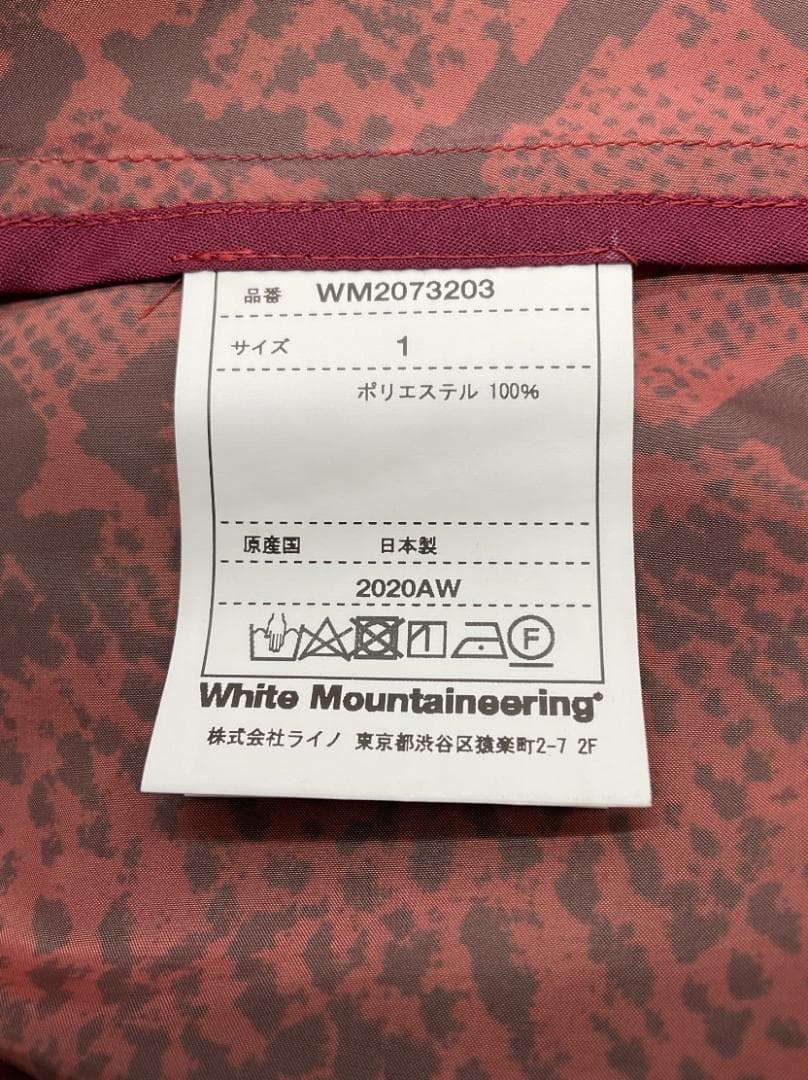 品番 WM2073203
サイズ 1
ポリエステル 100%
原産国 日本製
2020AW
F
White Mountaineering
株式会社ライノ 東京都渋谷区猿楽町2-7 2F